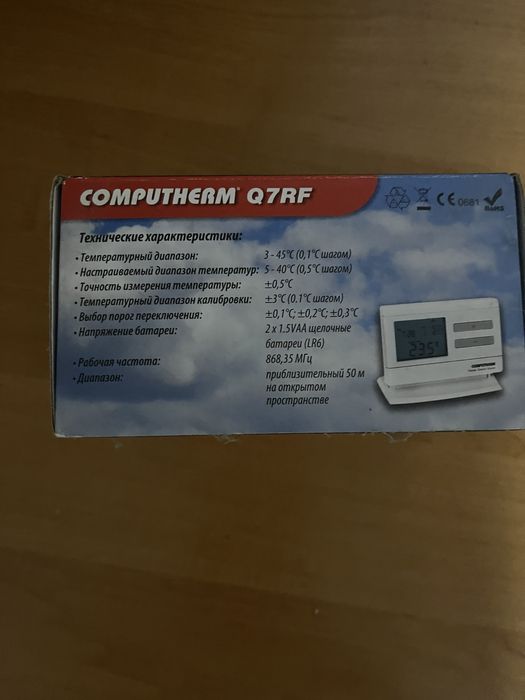 COMPUTHERM® Q7RF
CE 0681
RoHS
Технические характеристики:
• Температурный диапазон: 3 - 45°C (0,1°C шагом)
• Настраиваемый диапазон температур: 5 - 40°C (0,5°C шагом)
• Точность измерения температуры: ±0,5°C
• Температурный диапазон калибровки: ±3°C (0.1°C шагом)
• Выбор порог переключения: ±0,1°C; ±0,2°C; ±0,3°C
• Напряжение батареи: 2 x 1.5VAA щелочные
батареи (LR6)
• Рабочая частота: 868,35 МГц
• Диапазон: приблизительный 50 м
на открытом
пространстве
23.5
COMPUTHERM